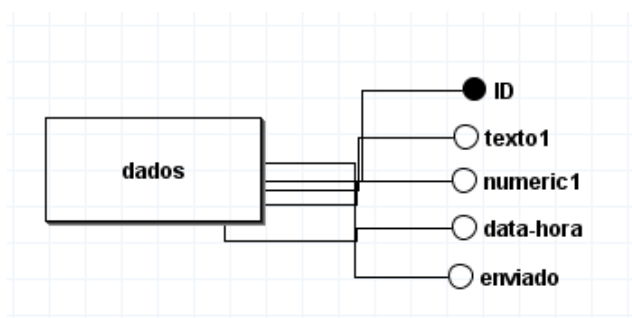 ID
texto1
dados
numeric1
data-hora
enviado